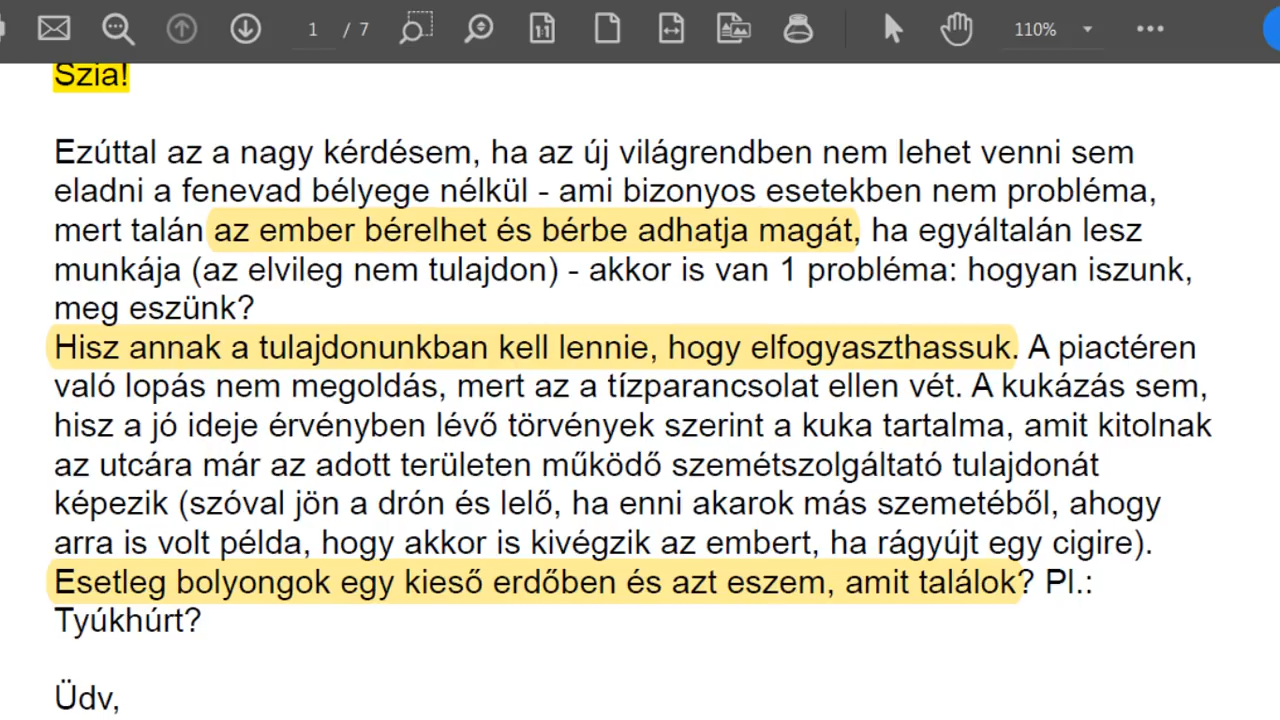 1 / 7
1:1
110%
Szia!
Ezúttal az a nagy kérdésem, ha az új világrendben nem lehet venni sem
eladni a fenevad bélyege nélkül - ami bizonyos esetekben nem probléma,
mert talán az ember bérelhet és bérbe adhatja magát, ha egyáltalán lesz
munkája (az elvileg nem tulajdon) - akkor is van 1 probléma: hogyan iszunk,
meg eszünk?
Hisz annak a tulajdonunkban kell lennie, hogy elfogyaszthassuk. A piactéren
való lopás nem megoldás, mert az a tízparancsolat ellen vét. A kukázás sem,
hisz a jó ideje érvényben lévő törvények szerint a kuka tartalma, amit kitolnak
az utcára már az adott területen működő szemétszolgáltató tulajdonát
képezik (szóval jön a drón és lelő, ha enni akarok más szemetéből, ahogy
arra is volt példa, hogy akkor is kivégzik az embert, ha rágyújt egy cigire).
Esetleg bolyongok egy kieső erdőben és azt eszem, amit találok? Pl.:
Tyúkhúrt?
Üdv,